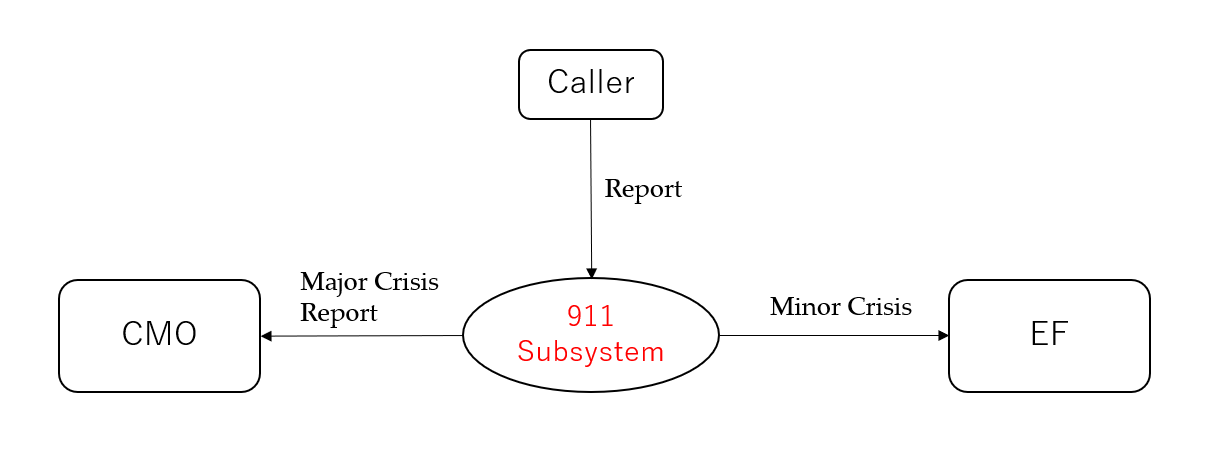 Caller
Report
Major Crisis
Report
Minor Crisis
CMO
911
Subsystem
EF